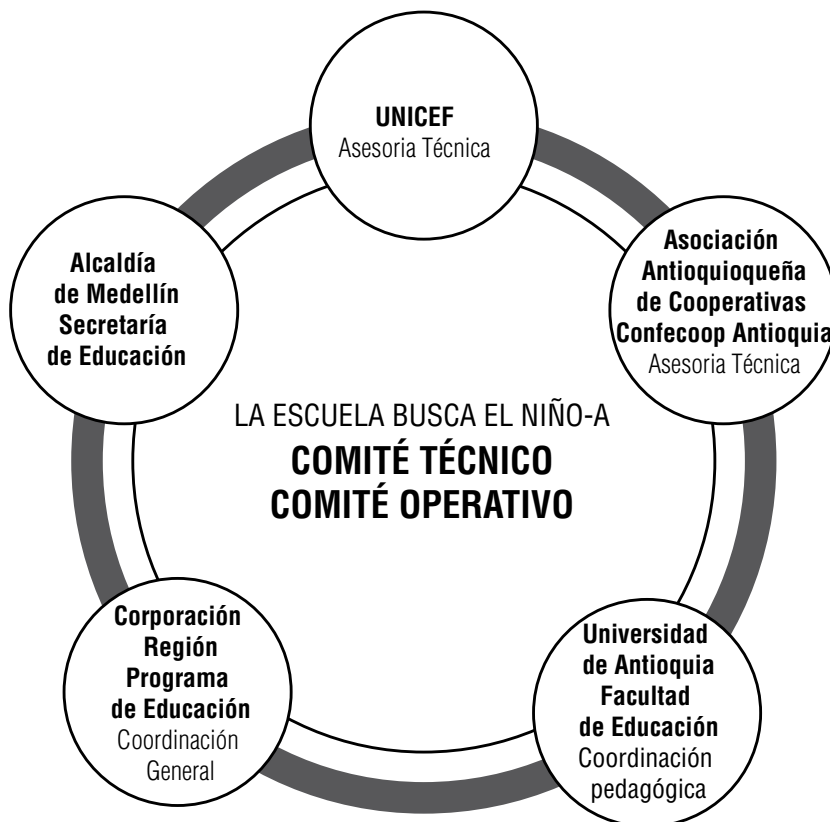 UNICEF
Asesoria Técnica
Alcaldía
de Medellín
Secretaría
de Educación
Asociación
Antioquioqueña
de Cooperativas
Confecoop Antioquia
Asesoria Técnica
LA ESCUELA BUSCA EL NIÑO-A
COMITÉ TÉCNICO
COMITÉ OPERATIVO
Corporación
Región
Programa
de Educación
Coordinación
General
Universidad
de Antioquia
Facultad
de Educación
Coordinación
pedagógica